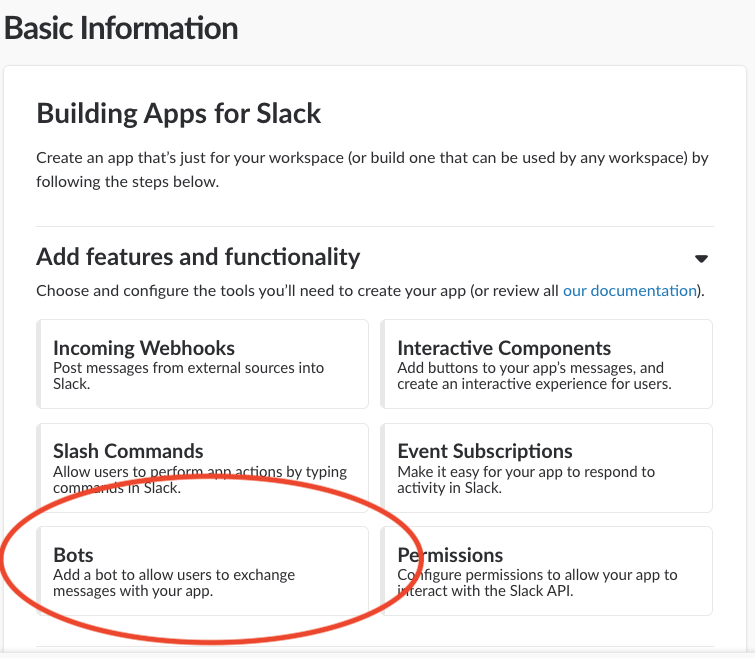 Basic Information
Building Apps for Slack
Create an app that's just for your workspace (or build one that can be used by any workspace) by
following the steps below.
Add features and functionality
Choose and configure the tools you'll need to create your app (or review all our documentation).
Incoming Webhooks
Post messages from external sources into
Slack.
Interactive Components
Add buttons to your app's messages, and
create an interactive experience for users.
Slash Commands
Allow users to perform app actions by typing
commands in Slack.
Event Subscriptions
Make it easy for your app to respond to
activity in Slack.
Bots
Add a bot to allow users to exchange
messages with your app.
Permissions
Configure permissions to allow your app to
interact with the Slack API.